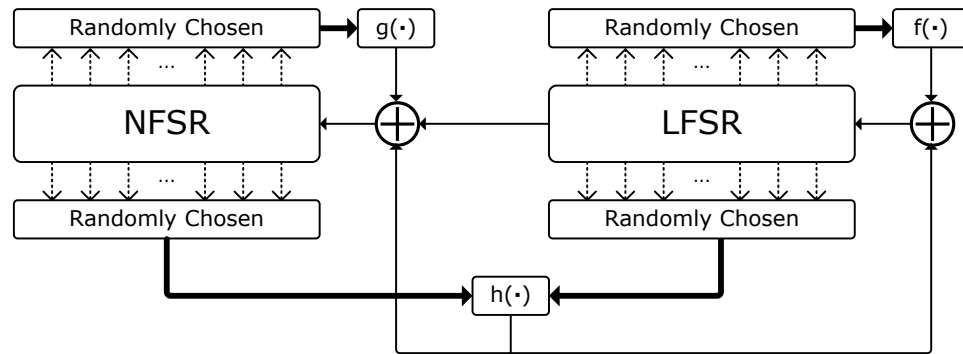 Randomly Chosen
g(·)
Randomly Chosen
f(·)
...
...
NFSR
LFSR
...
...
Randomly Chosen
Randomly Chosen
h(·)